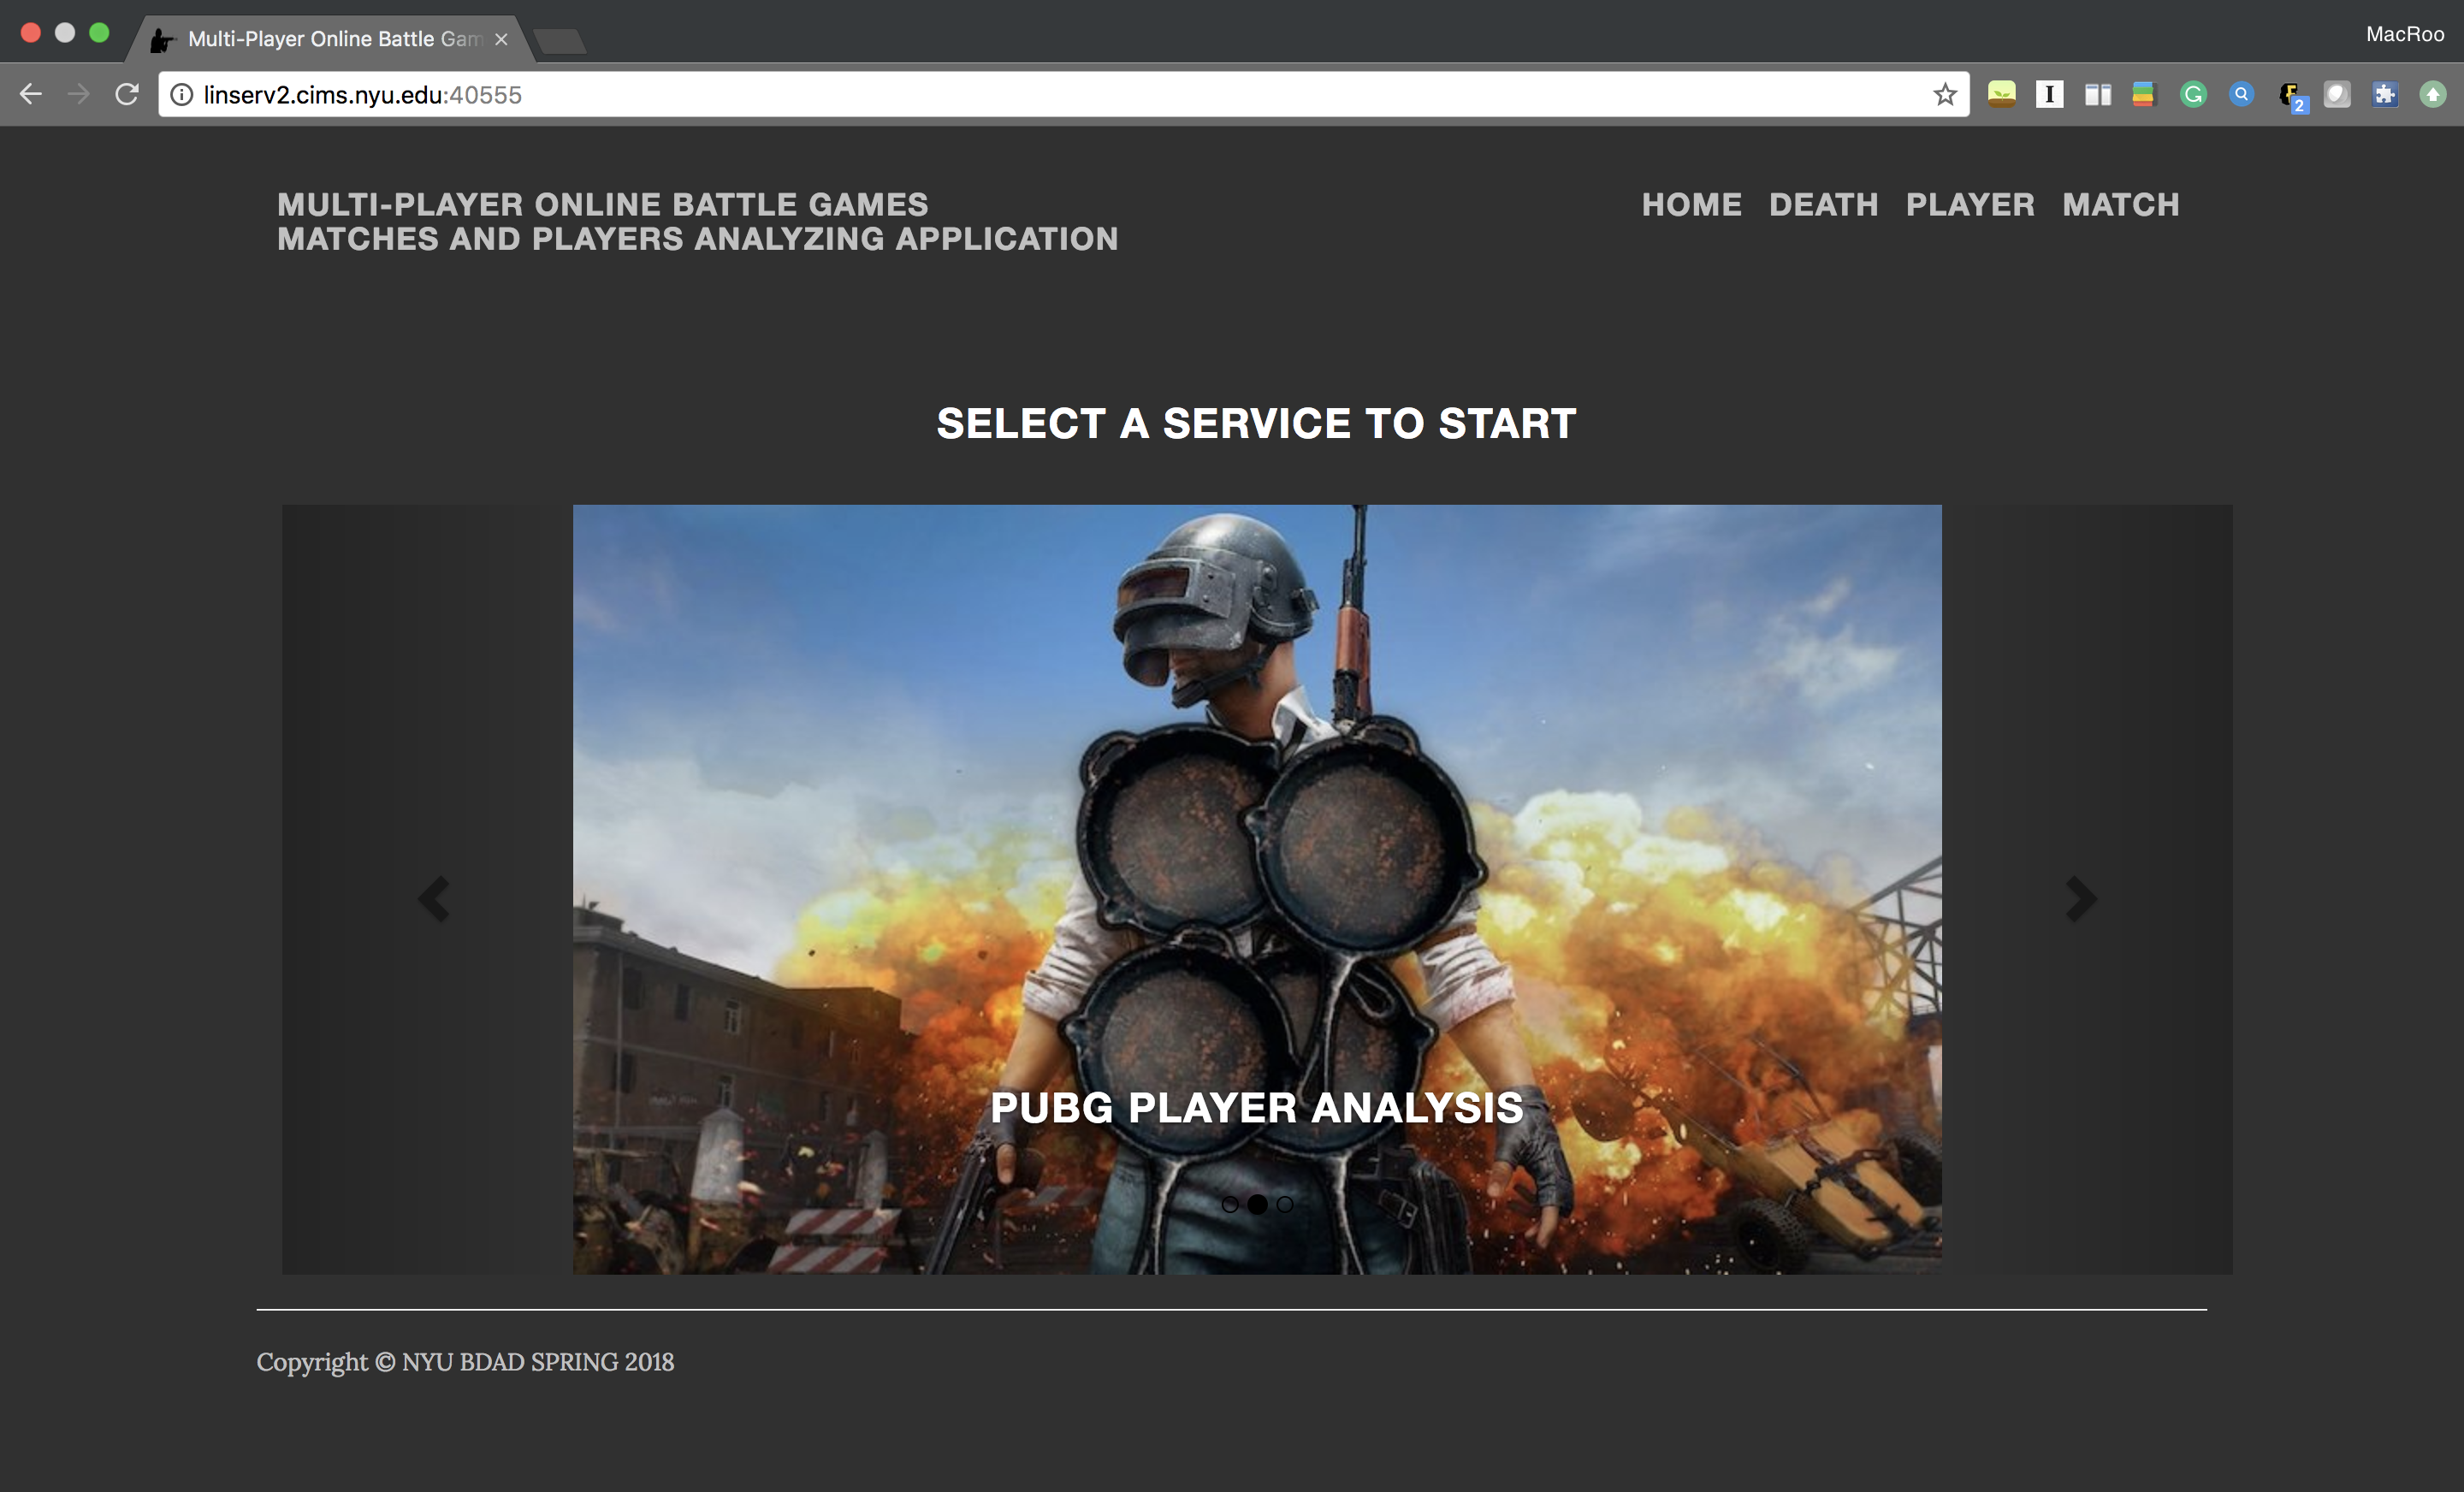 Multi-Player Online Battle Gam
MacRoo
linserv2.cims.nyu.edu:40555
2
MULTI-PLAYER ONLINE BATTLE GAMES
MATCHES AND PLAYERS ANALYZING APPLICATION
HOME DEATH PLAYER MATCH
SELECT A SERVICE TO START
PUBG PLAYER ANALYSIS
Copyright © NYU BDAD SPRING 2018